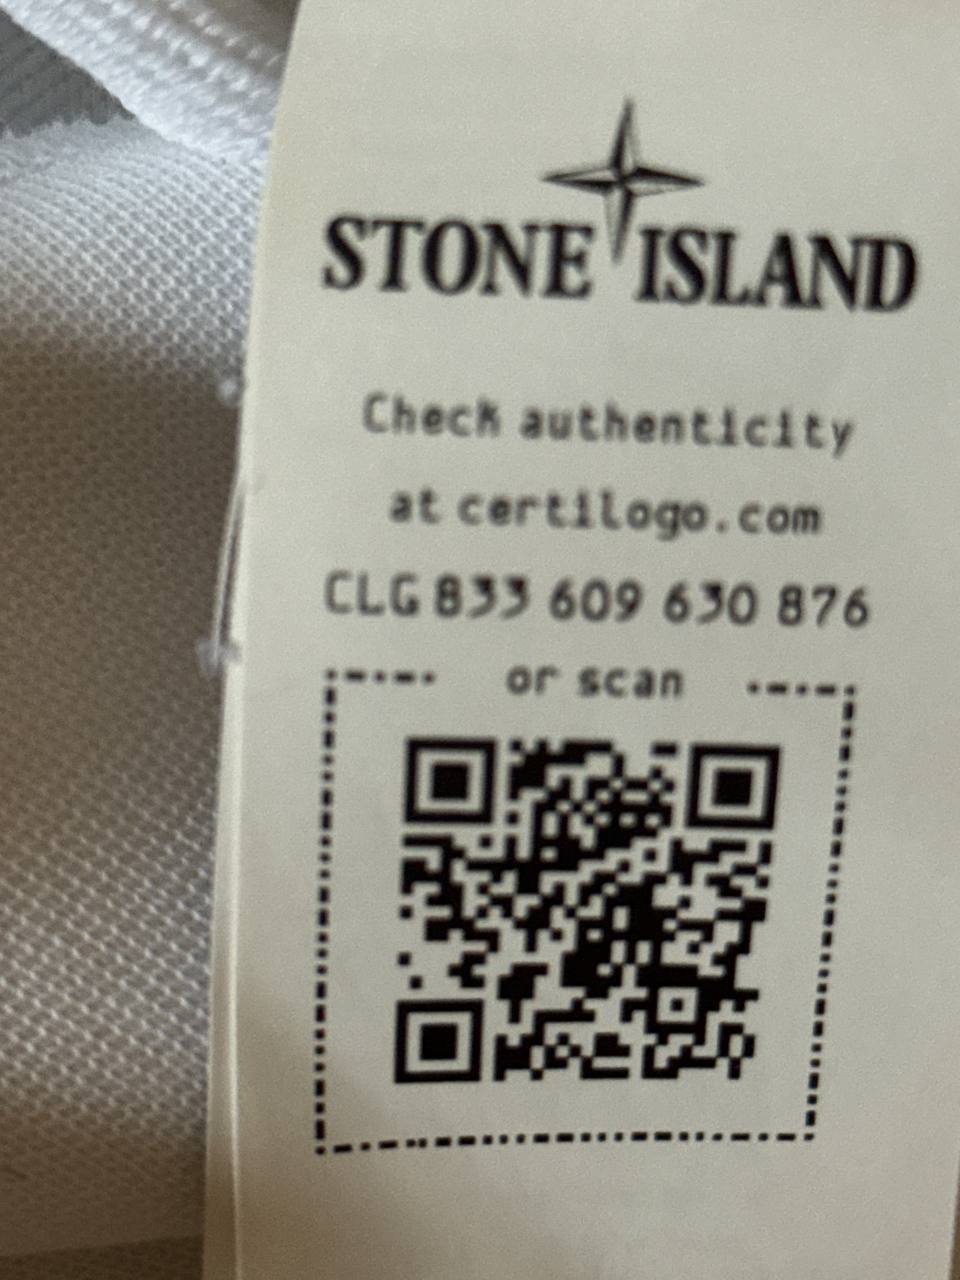 STONE ISLAND
Check authenticity
at certilogo.com
CLG 833 609 630 876
or scan